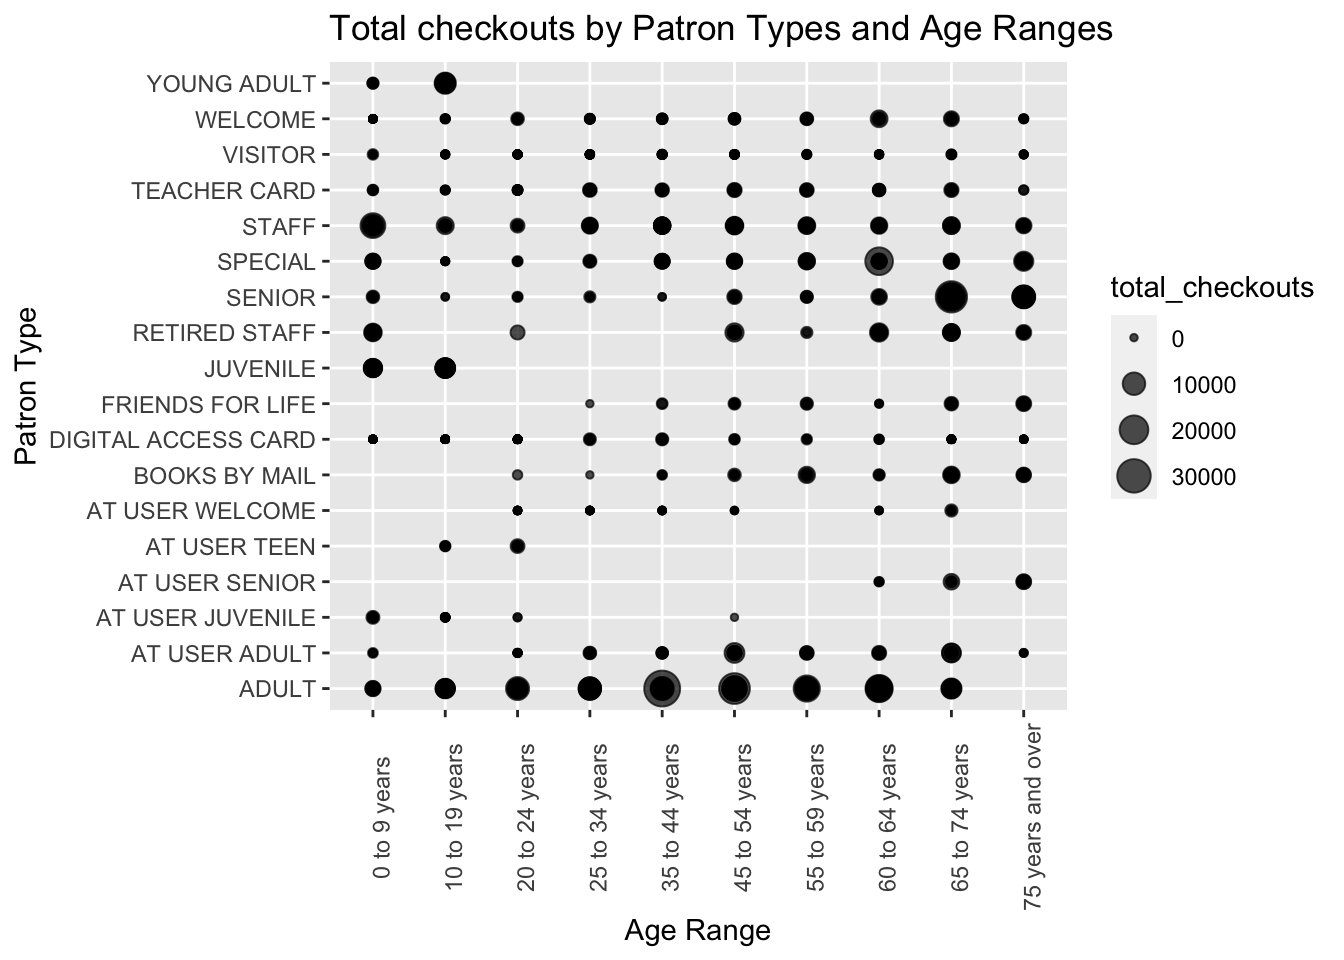 Total checkouts by Patron Types and Age Ranges
Patron Type
YOUNG ADULT
WELCOME
VISITOR
TEACHER CARD
STAFF
SPECIAL
SENIOR
RETIRED STAFF
JUVENILE
FRIENDS FOR LIFE
DIGITAL ACCESS CARD
BOOKS BY MAIL
AT USER WELCOME
AT USER TEEN
AT USER SENIOR
AT USER JUVENILE
AT USER ADULT
ADULT
0 to 9 years
10 to 19 years
20 to 24 years
25 to 34 years
35 to 44 years
45 to 54 years
55 to 59 years
60 to 64 years
65 to 74 years
75 years and over
Age Range
total_checkouts
0
10000
20000
30000